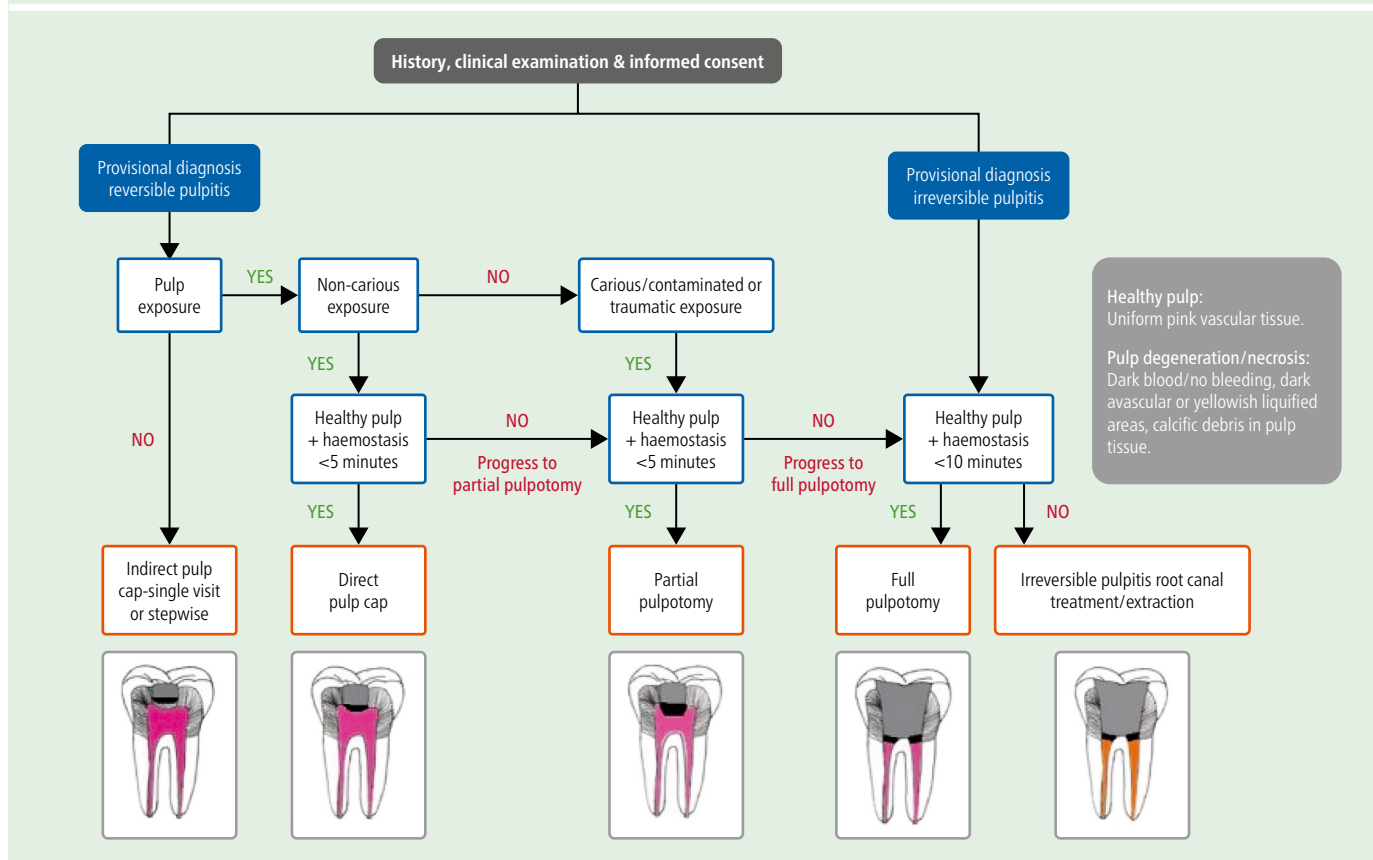 History, clinical examination & informed consent
Provisional diagnosis
reversible pulpitis
Provisional diagnosis
irreversible pulpitis
Pulp
exposure
YES
Non-carious
exposure
NO
Carious/contaminated or
traumatic exposure
Healthy pulp:
Uniform pink vascular tissue.
Pulp degeneration/necrosis:
Dark blood/no bleeding, dark
avascular or yellowish liquified
areas, calcific debris in pulp
tissue.
YES
YES
NO
Healthy pulp
+ haemostasis
<5 minutes
NO
Progress to
partial pulpotomy
Healthy pulp
+ haemostasis
<5 minutes
NO
Progress to
full pulpotomy
Healthy pulp
+ haemostasis
<10 minutes
YES
YES
YES
NO
Indirect pulp
cap-single visit
or stepwise
Direct
pulp cap
Partial
pulpotomy
Full
pulpotomy
Irreversible pulpitis root canal
treatment/extraction